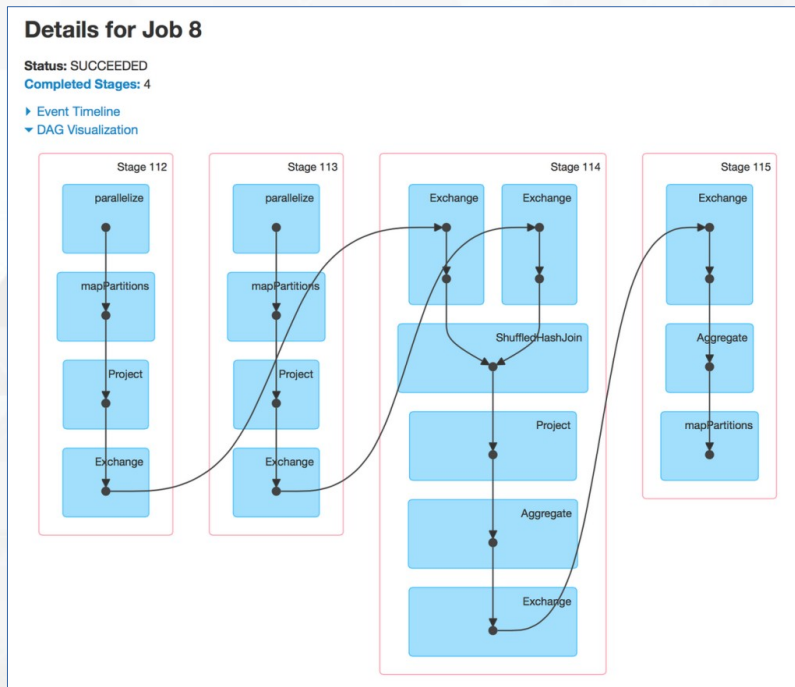 Details for Job 8
Status: SUCCEEDED
Completed Stages: 4
Event Timeline
DAG Visualization
Stage 112
parallelize
mapPartitions
Project
Exchange
Stage 113
parallelize
mapPartitions
Project
Exchange
Stage 114
Exchange
Exchange
ShuffledHashJoin
Project
Aggregate
Exchange
Stage 115
Exchange
Aggregate
mapPartitions